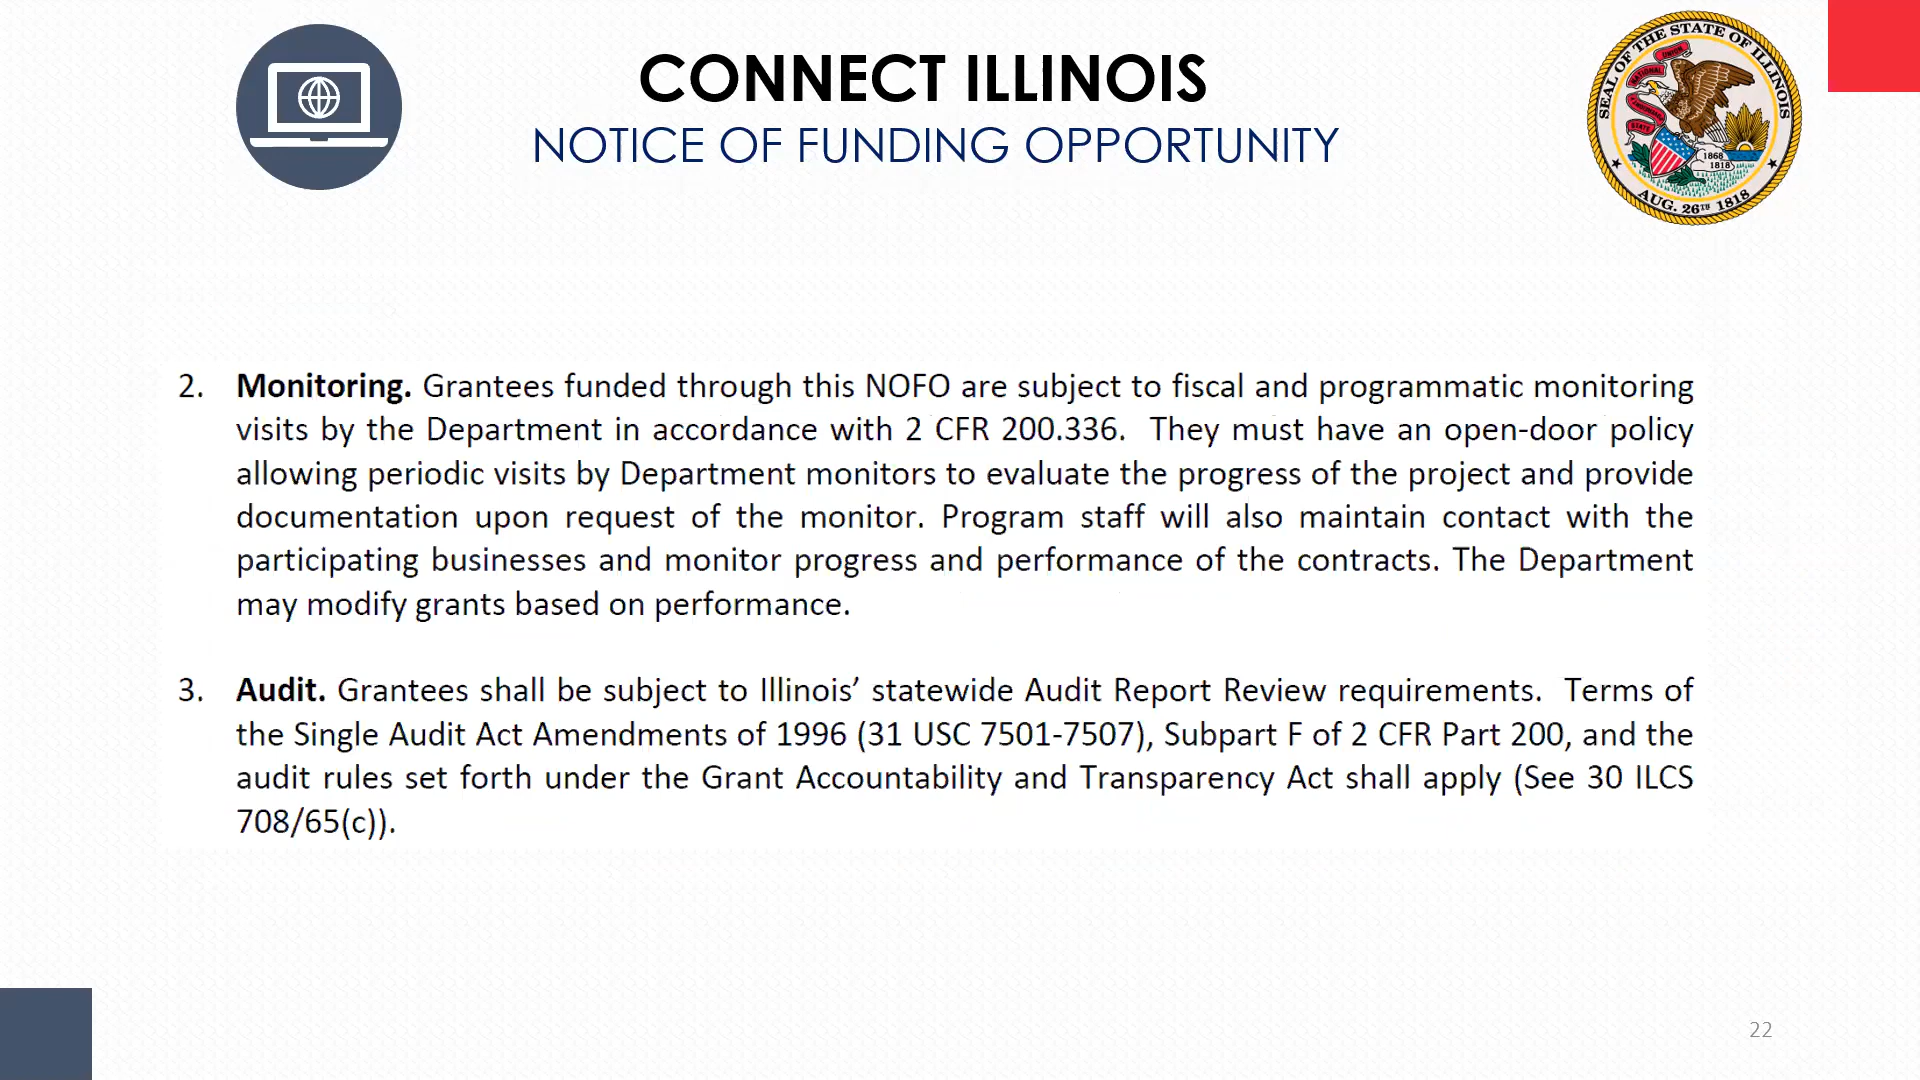 CONNECT ILLINOIS
NOTICE OF FUNDING OPPORTUNITY
SEAL OF THE STATE OF ILLINOIS
NATIONAL UNION
STATE SOVEREIGNTY
1868
1818
AUG. 26TH 1818
2. Monitoring. Grantees funded through this NOFO are subject to fiscal and programmatic monitoring
visits by the Department in accordance with 2 CFR 200.336. They must have an open-door policy
allowing periodic visits by Department monitors to evaluate the progress of the project and provide
documentation upon request of the monitor. Program staff will also maintain contact with the
participating businesses and monitor progress and performance of the contracts. The Department
may modify grants based on performance.
3. Audit. Grantees shall be subject to Illinois’ statewide Audit Report Review requirements. Terms of
the Single Audit Act Amendments of 1996 (31 USC 7501-7507), Subpart F of 2 CFR Part 200, and the
audit rules set forth under the Grant Accountability and Transparency Act shall apply (See 30 ILCS
708/65(c)).
22